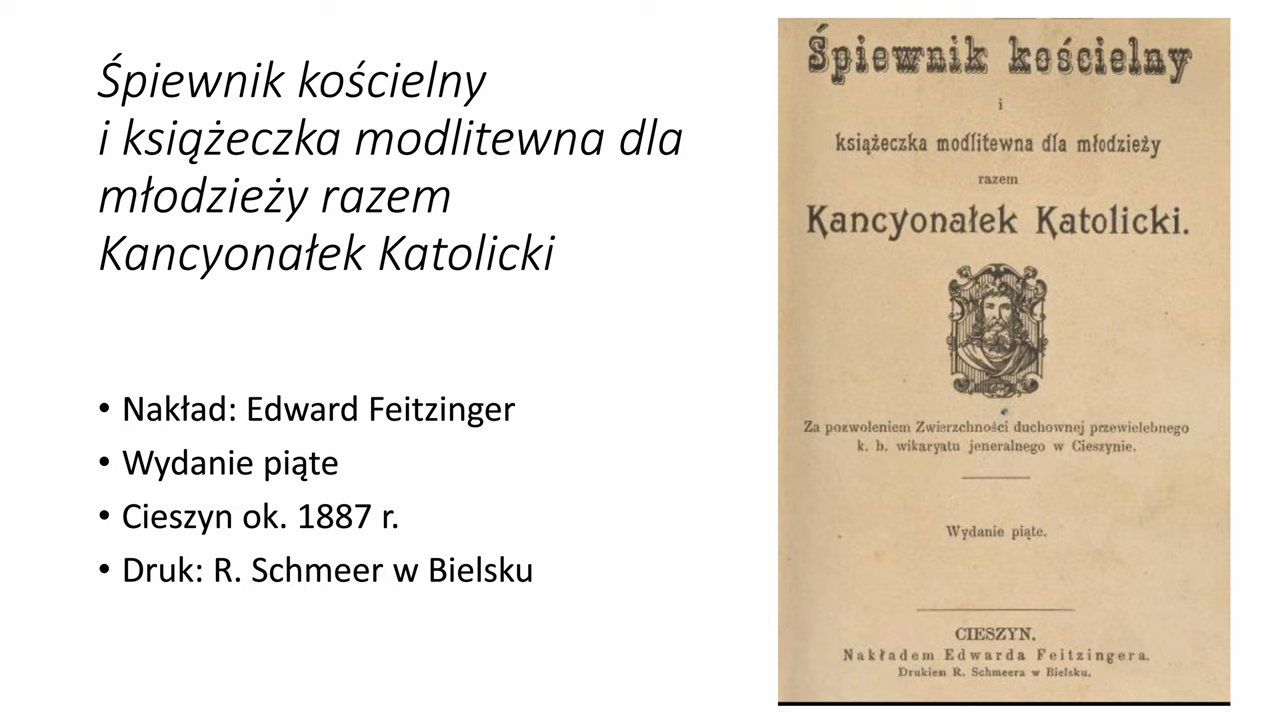 Śpiewnik kościelny
i książeczka modlitewna dla
młodzieży razem
Kancyonałek Katolicki
• Nakład: Edward Feitzinger
• Wydanie piąte
• Cieszyn ok. 1887 r.
• Druk: R. Schmeer w Bielsku
Śpiewnik kościelny
i
książeczka modlitewna dla młodzieży
razem
Kancyonałek Katolicki.
Za pozwoleniem Zwierzchności duchownej przewielebnego
k. b. wikaryatu jeneralnego w Cieszynie.
Wydanie piąte.
CIESZYN.
Nakładem Edwarda Feitzingera.
Drukiem R. Schmeera w Bielsku.